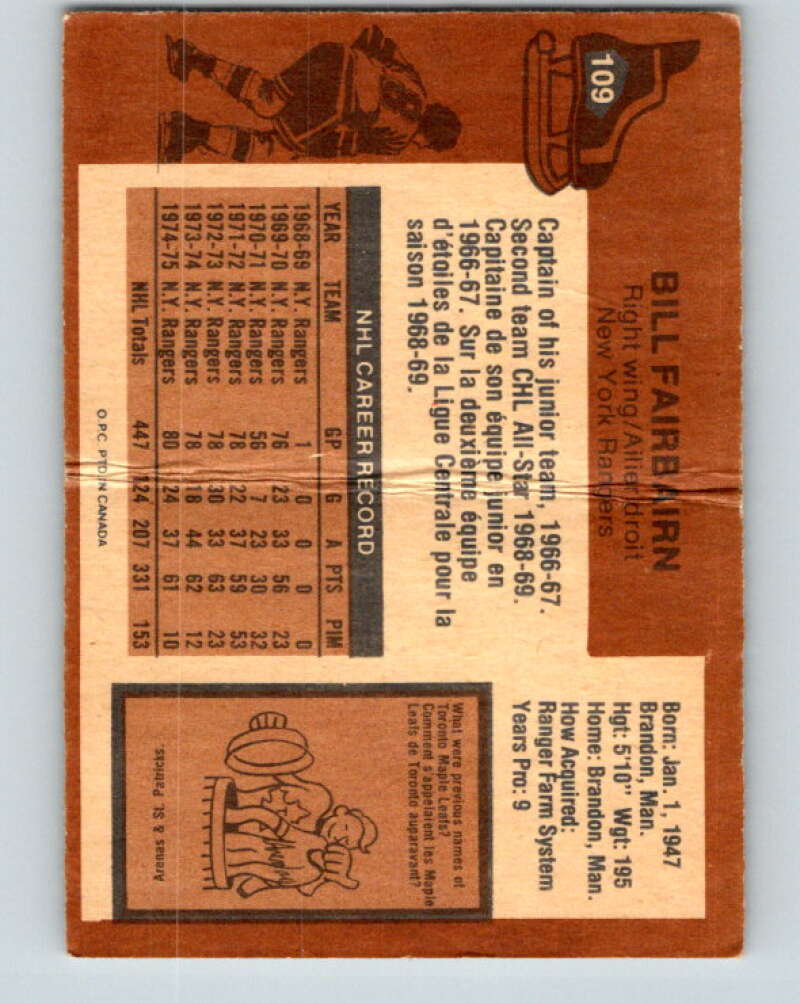 109
BILL FAIRBAIRN
Right wing/Ailier droit
New York Rangers
Captain of his junior team, 1966-67.
Second team CHL All-Star 1968-69.
Capitaine de son équipe junior en
1966-67. Sur la deuxième équipe
d'étoiles de la Ligue Centrale pour la
saison 1968-69.
Born: Jan. 1, 1947
Brandon, Man.
Hgt: 5'10" Wgt: 195
Home: Brandon, Man.
How Acquired:
Ranger Farm System
Years Pro: 9
NHL CAREER RECORD
YEAR TEAM GP G A PTS PIM
1968-69 N.Y. Rangers 1 0 0 0 0
1969-70 N.Y. Rangers 76 23 33 56 23
1970-71 N.Y. Rangers 56 7 23 30 32
1971-72 N.Y. Rangers 78 22 37 59 53
1972-73 N.Y. Rangers 78 30 33 63 23
1973-74 N.Y. Rangers 78 18 44 62 12
1974-75 N.Y. Rangers 80 24 37 61 10
NHL Totals 447 124 207 331 153
O.P.C. PTD IN CANADA
What were previous names of
Toronto Maple Leafs?
Comment s'appelaient les Maple
Leafs de Toronto auparavant?
Arenas & St. Patricks